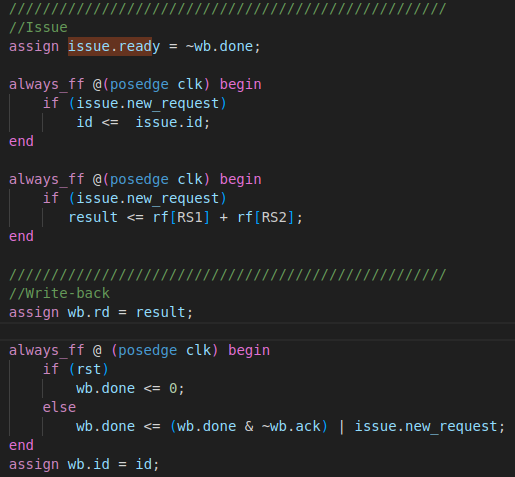 ////////////////////////////////////////////////////
//Issue
assign issue.ready = ~wb.done;
always_ff @(posedge clk) begin
if (issue.new_request)
id <=  issue.id;
end
always_ff @(posedge clk) begin
if (issue.new_request)
result <= rf[RS1] + rf[RS2];
end
////////////////////////////////////////////////////
//Write-back
assign wb.rd = result;
always_ff @ (posedge clk) begin
if (rst)
wb.done <= 0;
else
wb.done <= (wb.done & ~wb.ack) | issue.new_request;
end
assign wb.id = id;